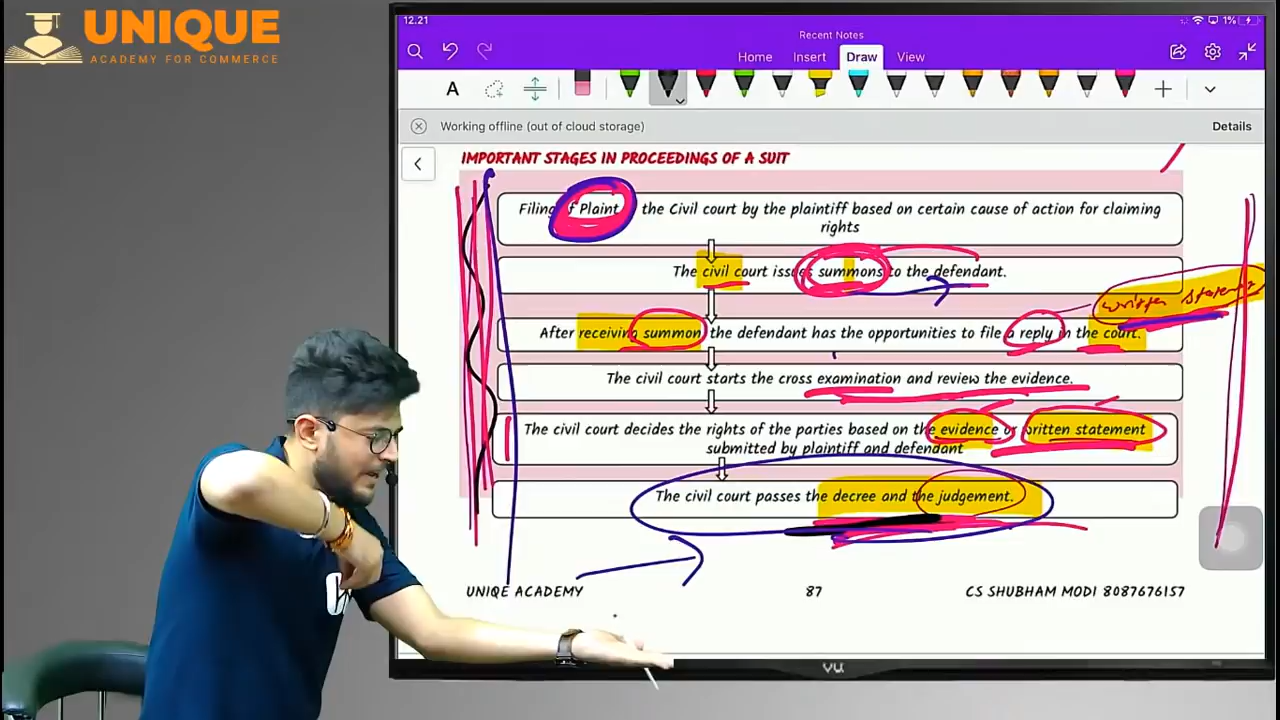 UNIQUE
ACADEMY FOR COMMERCE
12.21
1%
Recent Notes
Home Insert Draw View
A
Working offline (out of cloud storage)
Details
IMPORTANT STAGES IN PROCEEDINGS OF A SUIT
Filing of Plaint the Civil court by the plaintiff based on certain cause of action for claiming
rights
The civil court issues summons to the defendant.
written statement
After receiving summon the defendant has the opportunities to file a reply in the court.
The civil court starts the cross examination and review the evidence.
The civil court decides the rights of the parties based on the evidence or written statement
submitted by plaintiff and defendant
The civil court passes the decree and the judgement.
UNIQE ACADEMY
87
CS SHUBHAM MODI 8087676157
VU